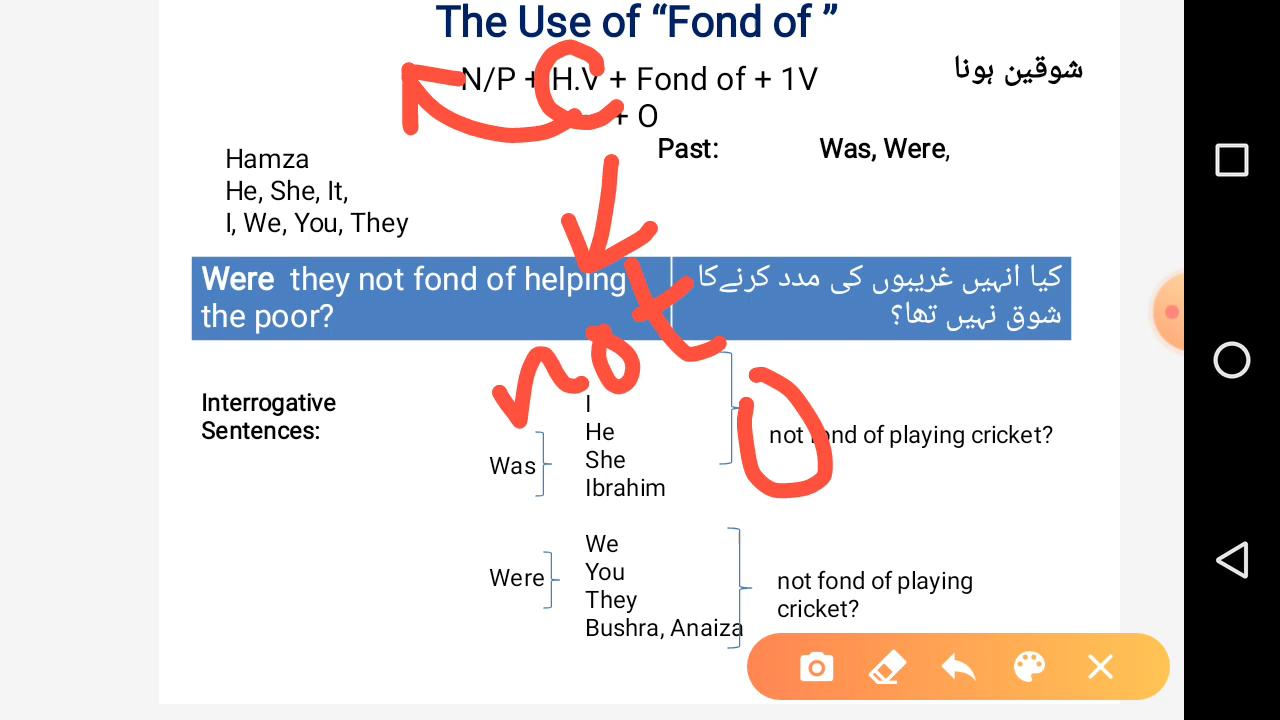 The Use of “Fond of ”
N/P + H.V + Fond of + 1V
+ O
شوقین ہونا
Past: Was, Were,
Hamza
He, She, It,
I, We, You, They
Were they not fond of helping
the poor?
کیا انہیں غریبوں کی مدد کرنےکا
شوق نہیں تھا؟
not
Interrogative
Sentences:
Was
I
He
She
Ibrahim
not fond of playing cricket?
Were
We
You
They
Bushra, Anaiza
not fond of playing
cricket?